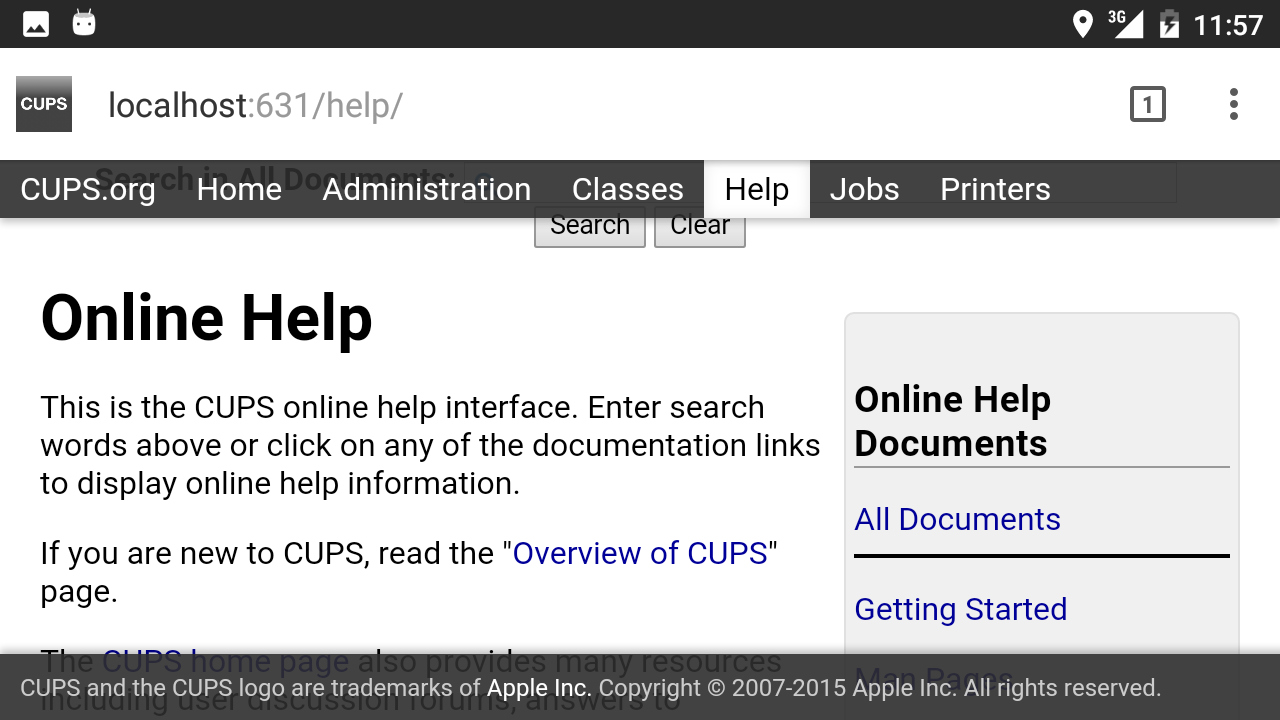 3G 11:57
CUPS localhost:631/help/ 1
Search in All Documents:
CUPS.org Home Administration Classes Help Jobs Printers
Search Clear
Online Help
This is the CUPS online help interface. Enter search
words above or click on any of the documentation links
to display online help information.
If you are new to CUPS, read the "Overview of CUPS"
page.
The CUPS home page also provides many resources
including user discussion forums, answers to
Online Help
Documents
All Documents
Getting Started
Man Pages
CUPS and the CUPS logo are trademarks of Apple Inc. Copyright © 2007-2015 Apple Inc. All rights reserved.